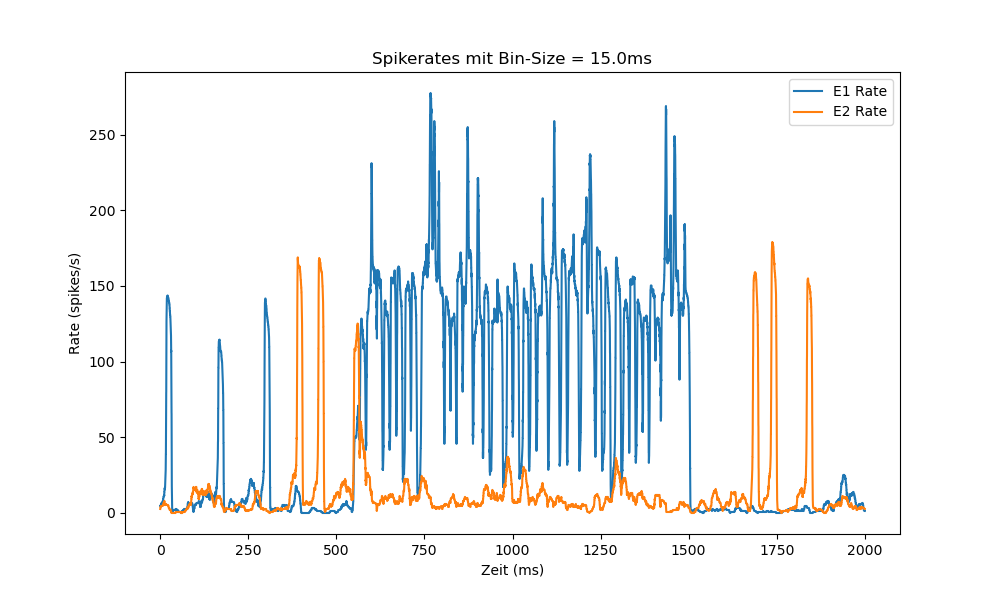 Spikerates mit Bin-Size = 15.0ms
E1 Rate
E2 Rate
Rate (spikes/s)
250
200
150
100
50
0
0 250 500 750 1000 1250 1500 1750 2000
Zeit (ms)